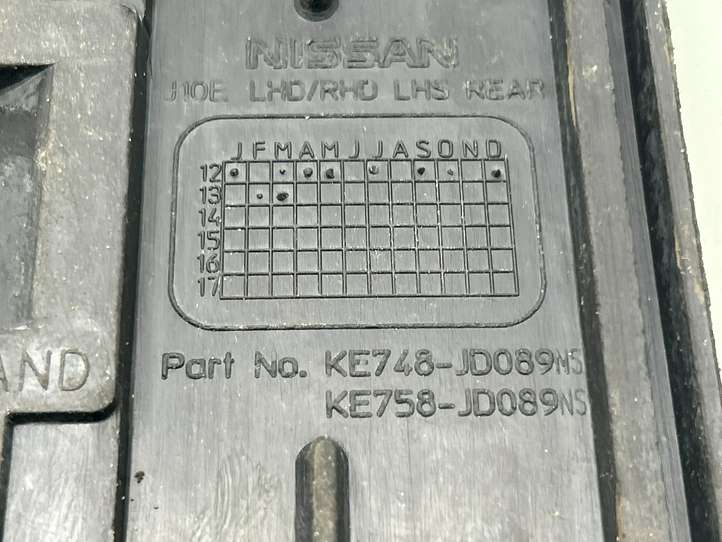 NISSAN
J10E LHD/RHD LHS REAR
J F M A M J J A S O N D
12
13
14
15
16
17
AND
Part No. KE748-JD089NS
KE758-JD089NS